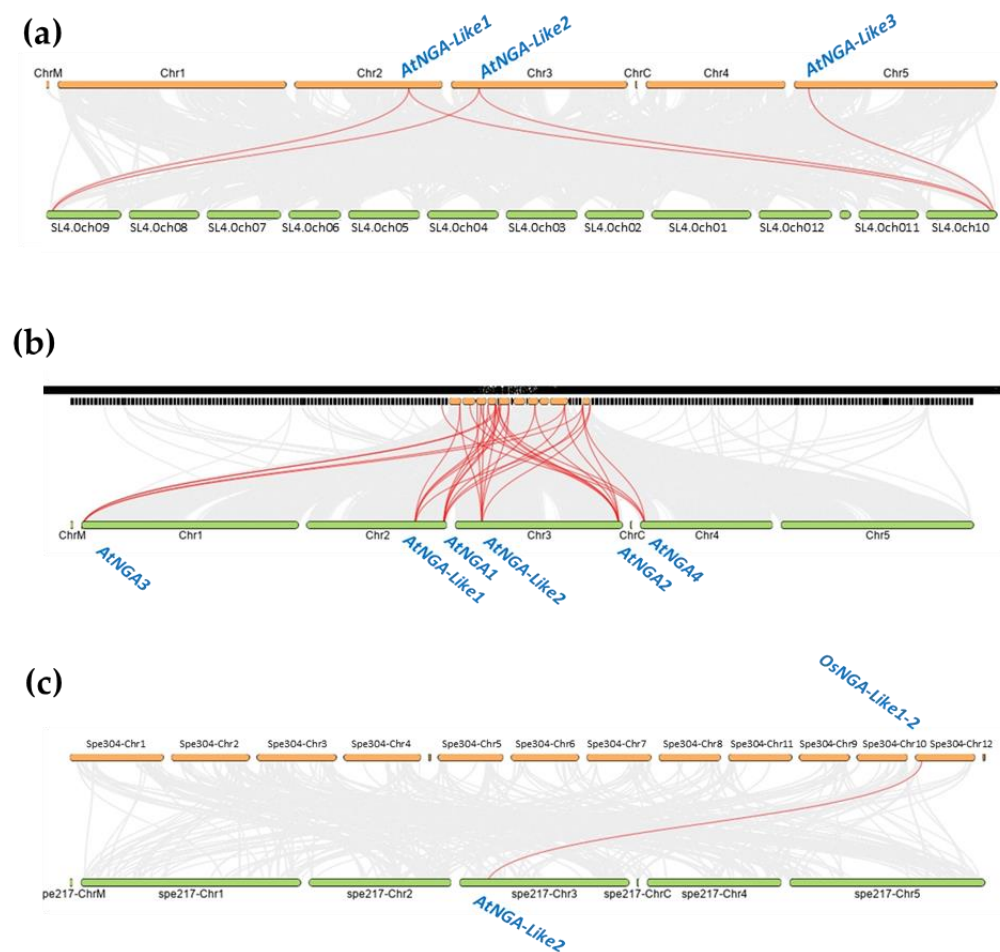 (a)
AtNGA-Like1
AtNGA-Like2
AtNGA-Like3
ChrM Chr1 Chr2 Chr3 ChrC Chr4 Chr5
SL4.0ch09 SL4.0ch08 SL4.0ch07 SL4.0ch06 SL4.0ch05 SL4.0ch04 SL4.0ch03 SL4.0ch02 SL4.0ch01 SL4.0ch012 SL4.0ch011 SL4.0ch10
(b)
ChrM Chr1 Chr2 Chr3 ChrC Chr4 Chr5
AtNGA3
AtNGA-Like1
AtNGA1
AtNGA-Like2
AtNGA2
AtNGA4
(c)
OsNGA-Like1-2
Spe304-Chr1 Spe304-Chr2 Spe304-Chr3 Spe304-Chr4 Spe304-Chr5 Spe304-Chr6 Spe304-Chr7 Spe304-Chr8 Spe304-Chr11 Spe304-Chr9 Spe304-Chr10 Spe304-Chr12
pe217-ChrM spe217-Chr1 spe217-Chr2 spe217-Chr3 spe217-ChrC spe217-Chr4 spe217-Chr5
AtNGA-Like2